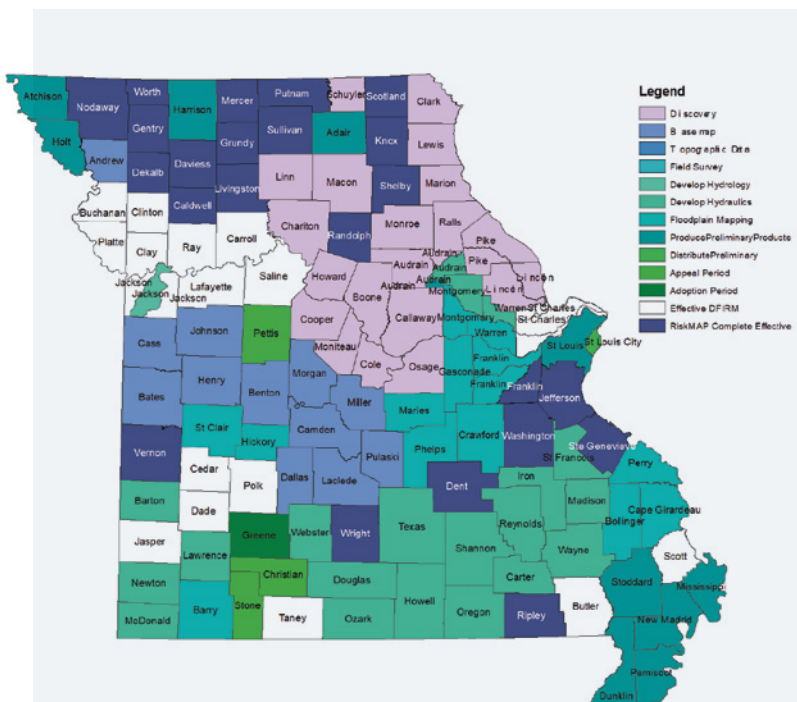 Legend
Discovery
Base map
Topographic Data
Field Survey
Develop Hydrology
Develop Hydraulics
Floodplain Mapping
ProducePreliminaryProducts
DistributePreliminary
Appeal Period
Adoption Period
Effective DFIRM
RiskMAP Complete Effective
Atchison
Nodaway
Worth
Harrison
Mercer
Putnam
Schuyler
Scotland
Clark
Gentry
Holt
Andrew
Dekalb
Daviess
Grundy
Sullivan
Adair
Knox
Lewis
Livingston
Linn
Macon
Shelby
Marion
Buchanan
Clinton
Caldwell
Platte
Clay
Ray
Carroll
Chariton
Randolph
Monroe
Ralls
Pike
Pike
Audrain
Audrain
Audrain
Audrain
Audrain
Lincoln
Lincoln
Jackson
Jackson
Jackson
Lafayette
Saline
Howard
Boone
Callaway
Montgomery
Montgomery
Warren
Warren
St Charles
St Charles
Cooper
Moniteau
Cole
Osage
Gasconade
Franklin
Franklin
Franklin
St Louis
St Louis City
Jefferson
Cass
Johnson
Pettis
Morgan
Miller
Maries
Bates
Henry
Benton
Camden
Pulaski
Phelps
Crawford
Washington
Ste Genevieve
St Francois
Perry
Vernon
St Clair
Hickory
Cedar
Polk
Dallas
Laclede
Dent
Iron
Madison
Bollinger
Cape Girardeau
Barton
Dade
Greene
Webster
Wright
Texas
Shannon
Reynolds
Wayne
Scott
Jasper
Lawrence
Christian
Douglas
Howell
Carter
Butler
Stoddard
Mississippi
Newton
McDonald
Barry
Stone
Taney
Ozark
Oregon
Ripley
New Madrid
Pemiscot
Dunklin